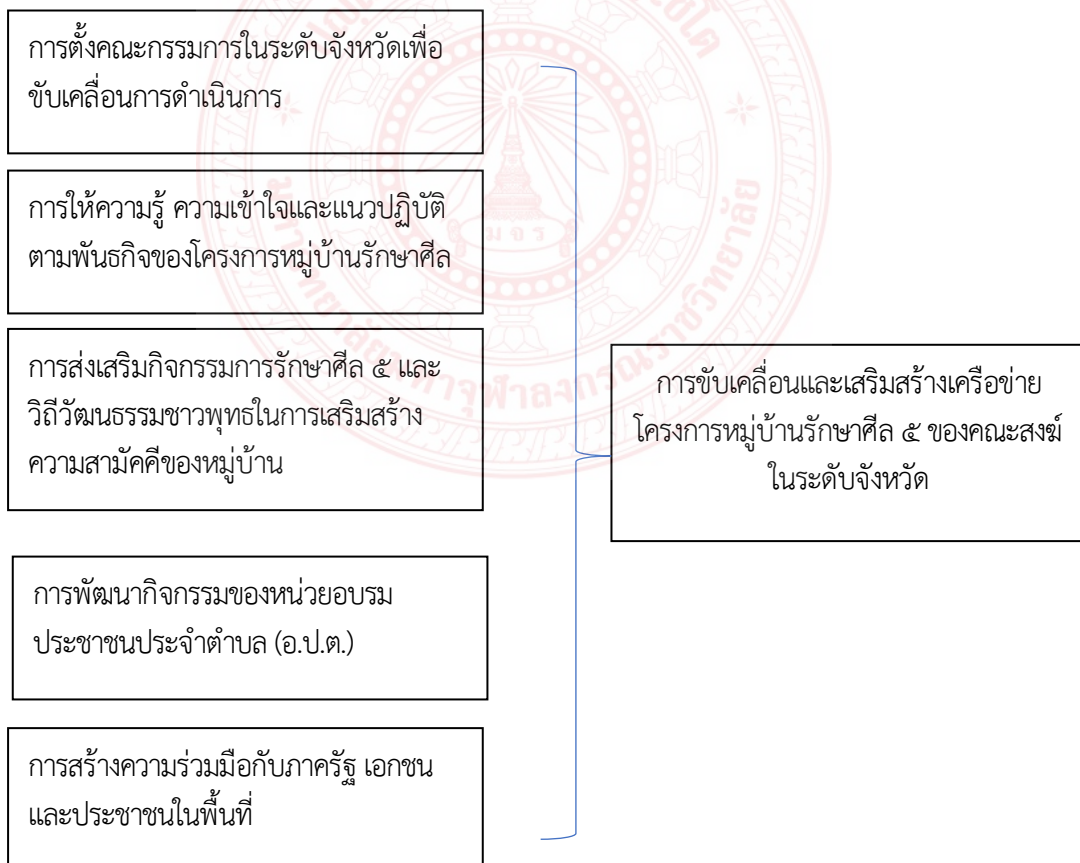 การตั้งคณะกรรมการในระดับจังหวัดเพื่อ
ขับเคลื่อนการดำเนินการ
การให้ความรู้ ความเข้าใจและแนวปฏิบัติ
ตามพันธกิจของโครงการหมู่บ้านรักษาศีล
การส่งเสริมกิจกรรมการรักษาศีล ๕ และ
วิถีวัฒนธรรมชาวพุทธในการเสริมสร้าง
ความสามัคคีของหมู่บ้าน
การพัฒนากิจกรรมของหน่วยอบรม
ประชาชนประจำตำบล (อ.ป.ต.)
การสร้างความร่วมมือกับภาครัฐ เอกชน
และประชาชนในพื้นที่
การขับเคลื่อนและเสริมสร้างเครือข่าย
โครงการหมู่บ้านรักษาศีล ๕ ของคณะสงฆ์
ในระดับจังหวัด
มจร